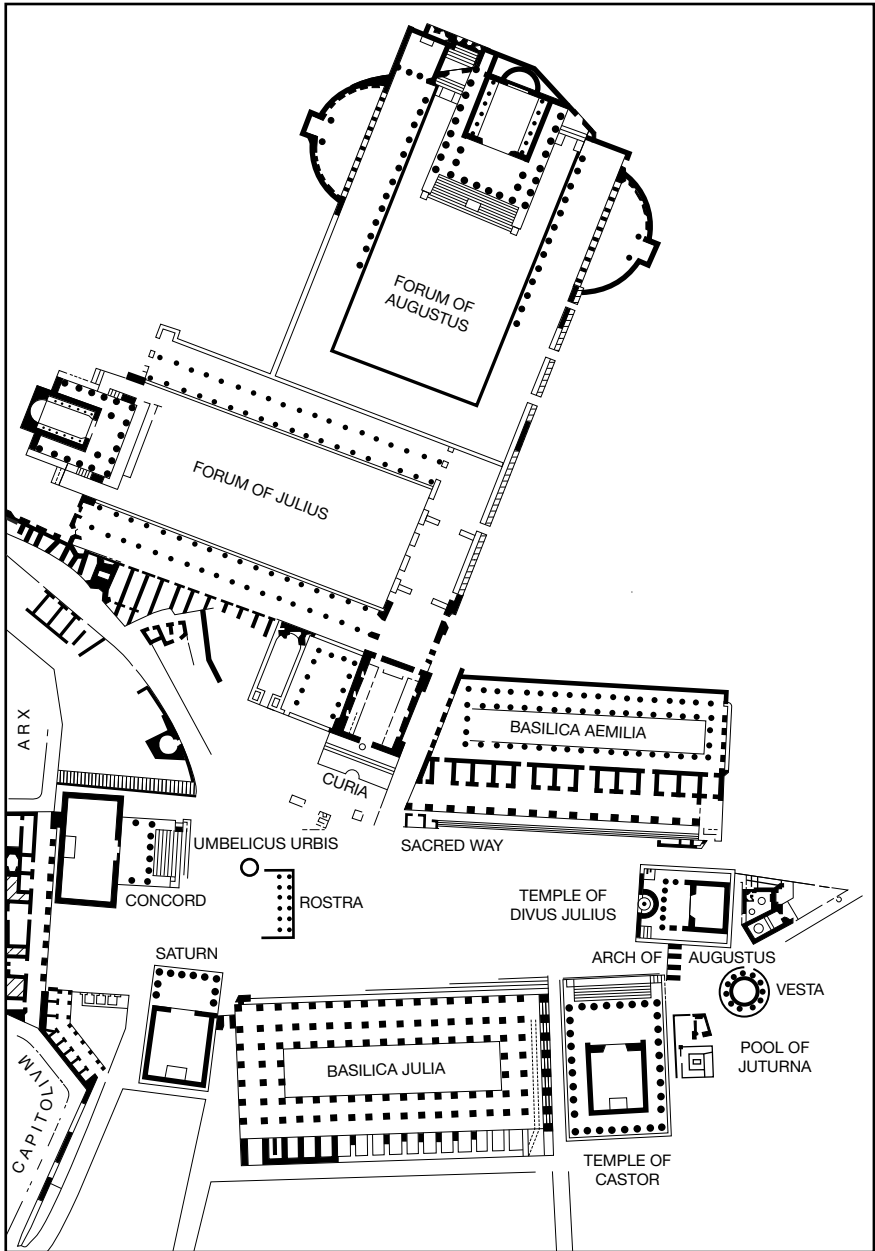 FORUM OF
AUGUSTUS
FORUM OF JULIUS
ARX
BASILICA AEMILIA
CURIA
UMBELICUS URBIS
SACRED WAY
CONCORD
ROSTRA
TEMPLE OF
DIVUS JULIUS
SATURN
ARCH OF AUGUSTUS
VESTA
BASILICA JULIA
POOL OF
JUTURNA
CAPITOLIVM
TEMPLE OF
CASTOR